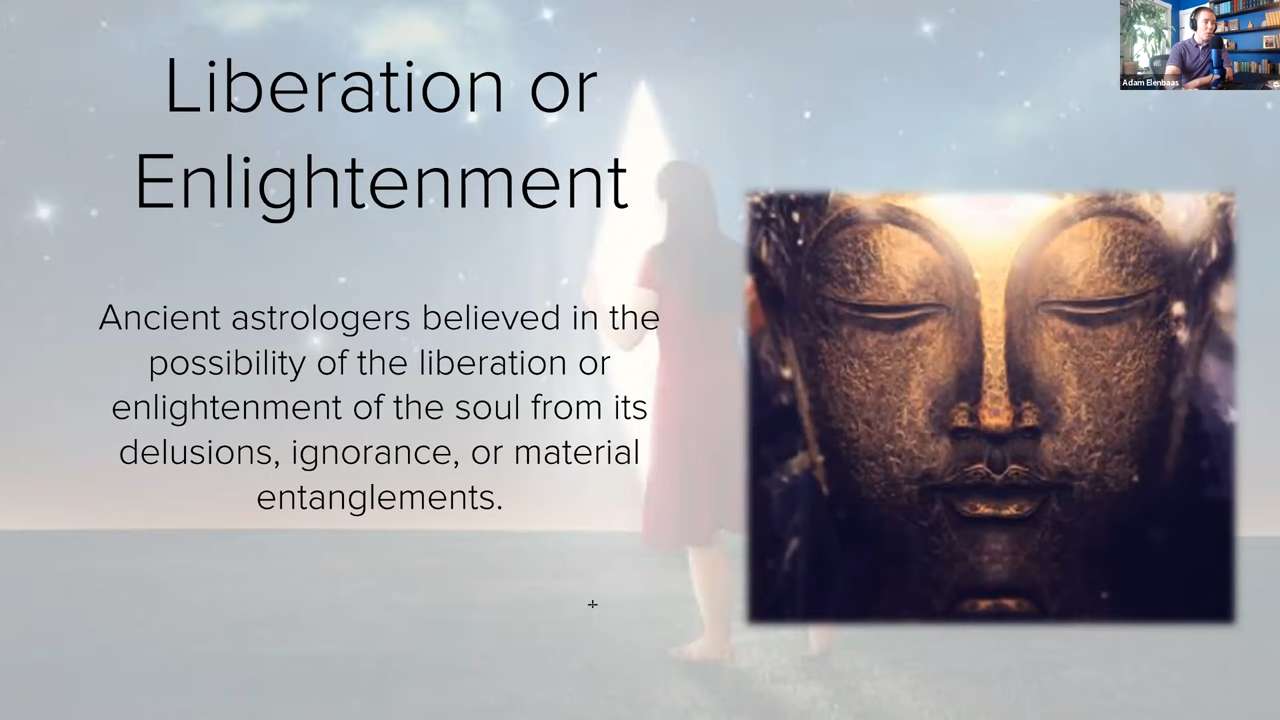 Liberation or
Enlightenment
Ancient astrologers believed in the
possibility of the liberation or
enlightenment of the soul from its
delusions, ignorance, or material
entanglements.
Adam Elenbaas